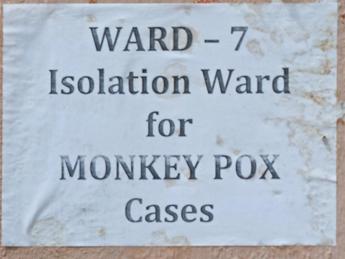 WARD – 7
Isolation Ward
for
MONKEY POX
Cases